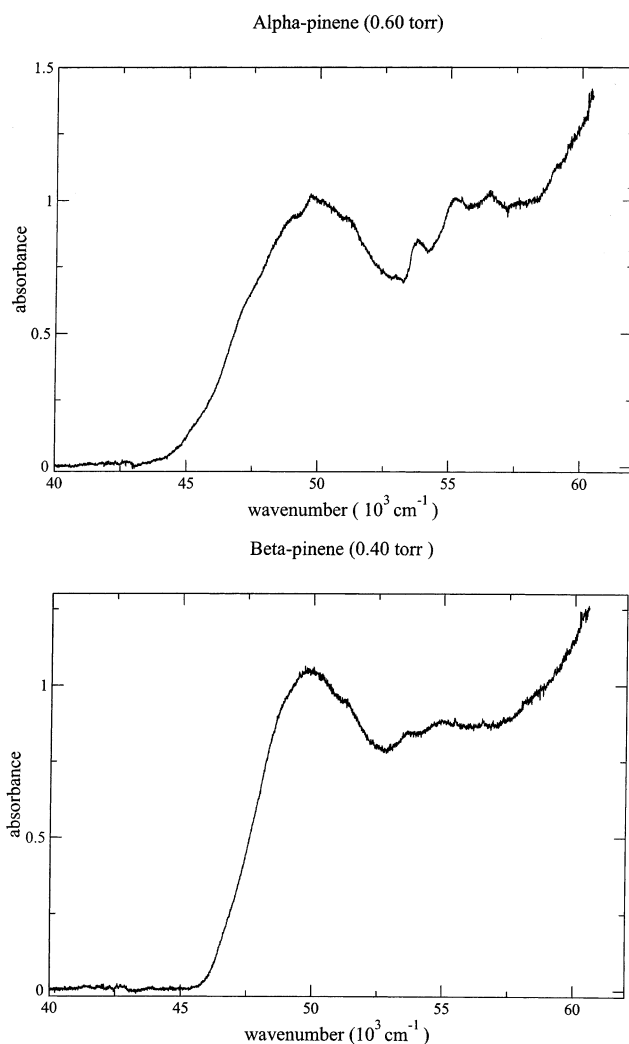 Alpha-pinene (0.60 torr)
1.5
1
0.5
0
absorbance
40 45 50 55 60
wavenumber ( 10³ cm⁻¹ )
Beta-pinene (0.40 torr )
1
0.5
0
absorbance
40 45 50 55 60
wavenumber (10³ cm⁻¹)